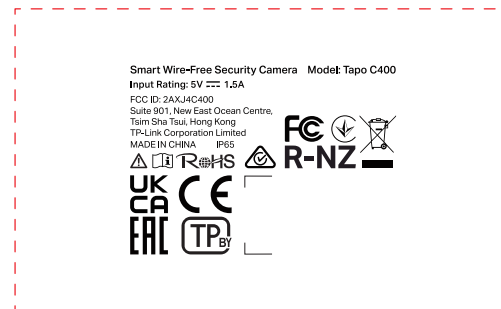 Smart Wire-Free Security Camera Model: Tapo C400
Input Rating: 5V ⎓ 1.5A
FCC ID: 2AXJ4C400
Suite 901, New East Ocean Centre,
Tsim Sha Tsui, Hong Kong
TP-Link Corporation Limited
MADE IN CHINA IP65
RoHS
FC
R-NZ
UK
CA
CE
EAC
TP
BY